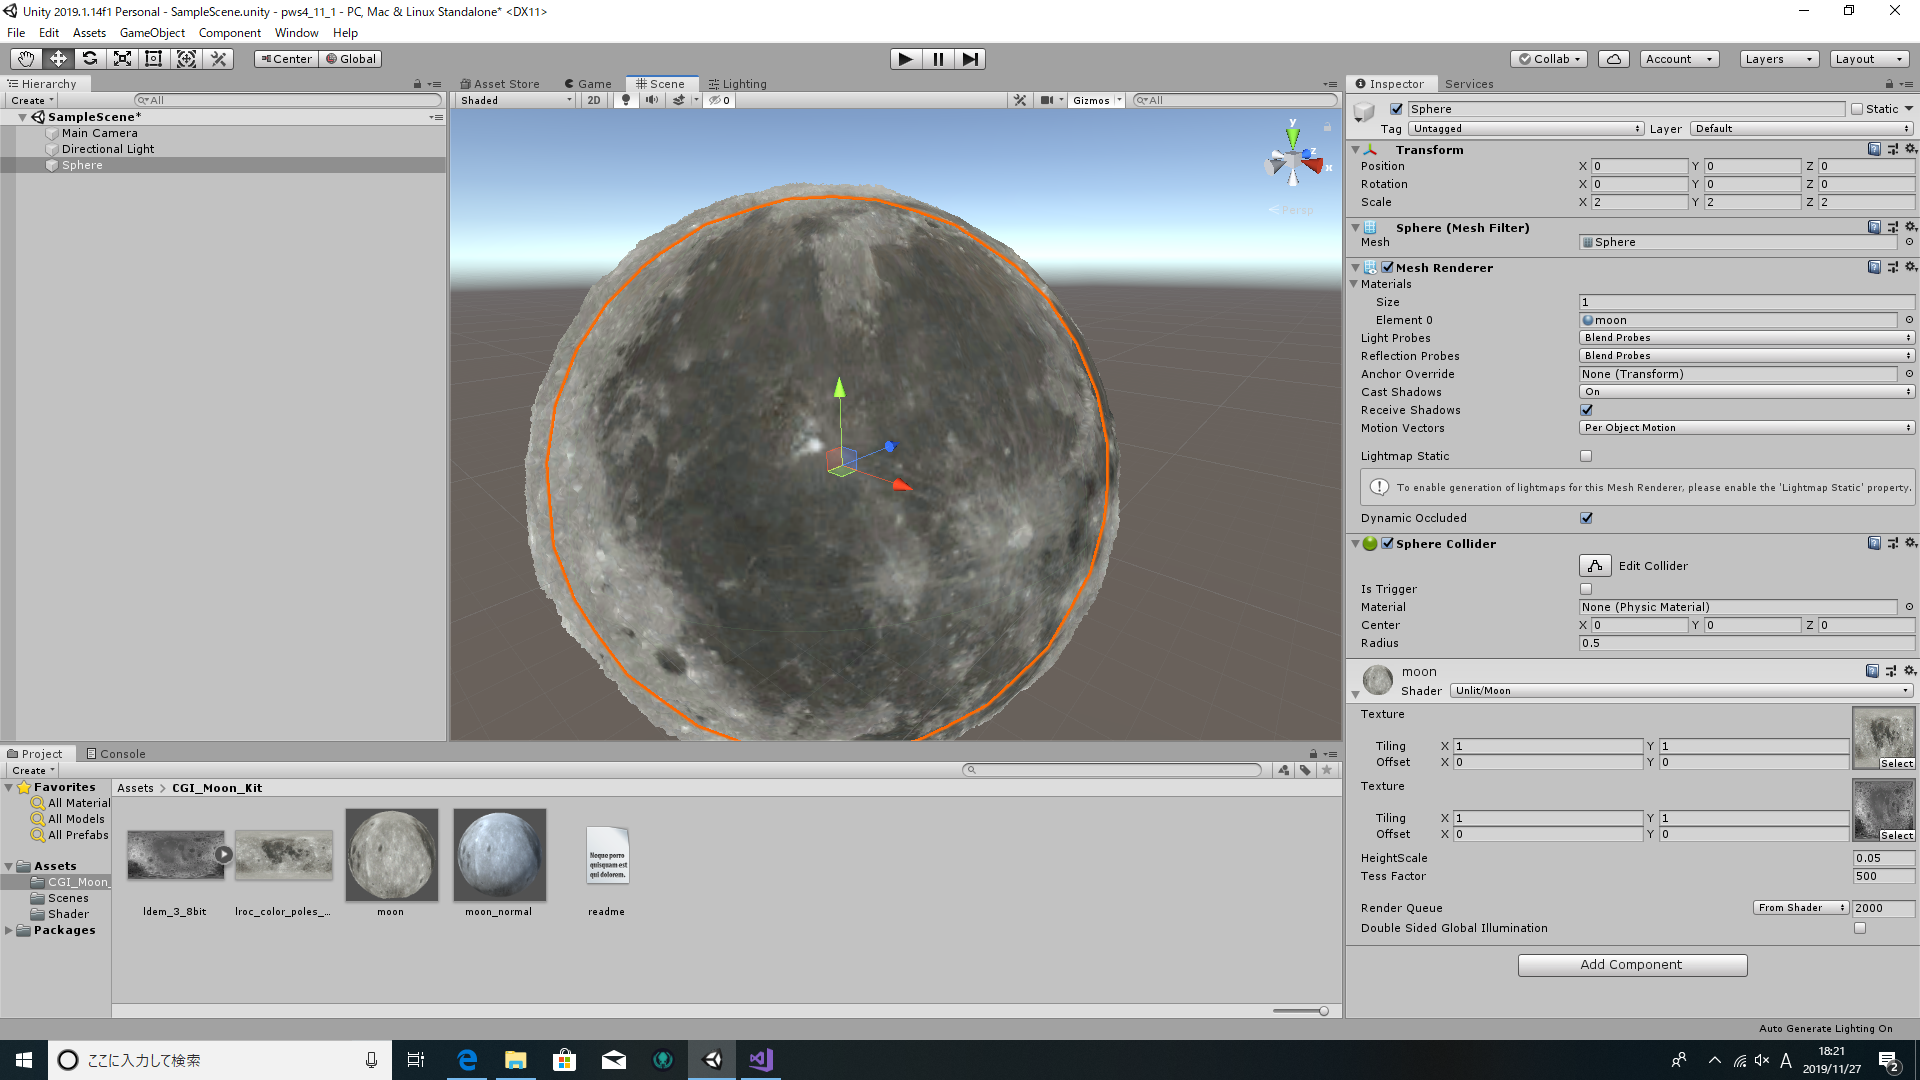 Unity 2019.1.14f1 Personal - SampleScene.unity - pws4_11_1 - PC, Mac & Linux Standalone* <DX11>
File Edit Assets GameObject Component Window Help
Center Global Collab Account Layers Layout
Hierarchy
Create All
SampleScene*
Main Camera
Directional Light
Sphere
Asset Store Game Scene Lighting
Shaded 2D 0 Gizmos All
y
z
x
Persp
Inspector Services
Sphere Static
Tag Untagged Layer Default
Transform
Position X 0 Y 0 Z 0
Rotation X 0 Y 0 Z 0
Scale X 2 Y 2 Z 2
Sphere (Mesh Filter)
Mesh Sphere
Mesh Renderer
Materials
Size 1
Element 0 moon
Light Probes Blend Probes
Reflection Probes Blend Probes
Anchor Override None (Transform)
Cast Shadows On
Receive Shadows
Motion Vectors Per Object Motion
Lightmap Static
To enable generation of lightmaps for this Mesh Renderer, please enable the 'Lightmap Static' property.
Dynamic Occluded
Sphere Collider
Edit Collider
Is Trigger
Material None (Physic Material)
Center X 0 Y 0 Z 0
Radius 0.5
moon
Shader Unlit/Moon
Texture
Tiling X 1 Y 1
Offset X 0 Y 0
Select
Texture
Tiling X 1 Y 1
Offset X 0 Y 0
Select
HeightScale 0.05
Tess Factor 500
Render Queue From Shader 2000
Double Sided Global Illumination
Add Component
Project Console
Create
Favorites
All Material
All Models
All Prefabs
Assets
CGI_Moon_
Scenes
Shader
Packages
Assets > CGI_Moon_Kit
Neque porro
quisquam est
qui dolorem.
ldem_3_8bit lroc_color_poles_... moon moon_normal readme
Auto Generate Lighting On
ここに入力して検索
A 18:21
2019/11/27
2